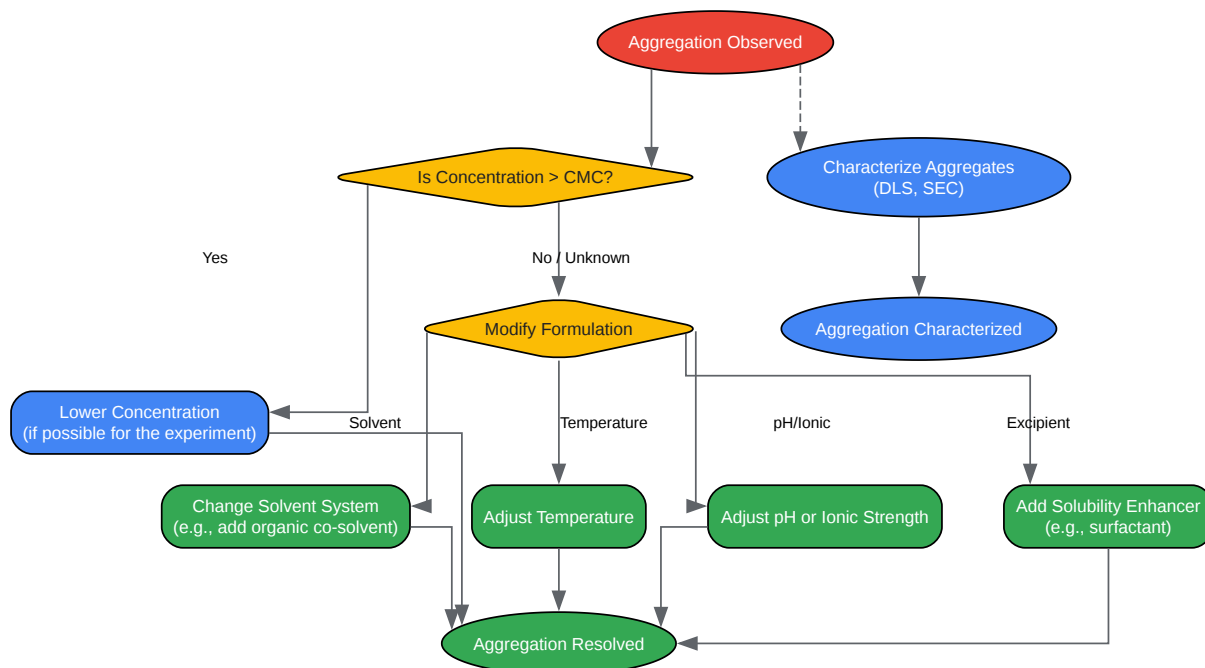 Aggregation Observed
Is Concentration > CMC?
Characterize Aggregates
(DLS, SEC)
Yes
No / Unknown
Modify Formulation
Aggregation Characterized
Lower Concentration
(if possible for the experiment)
Solvent
Temperature
pH/Ionic
Excipient
Change Solvent System
(e.g., add organic co-solvent)
Adjust Temperature
Adjust pH or Ionic Strength
Add Solubility Enhancer
(e.g., surfactant)
Aggregation Resolved